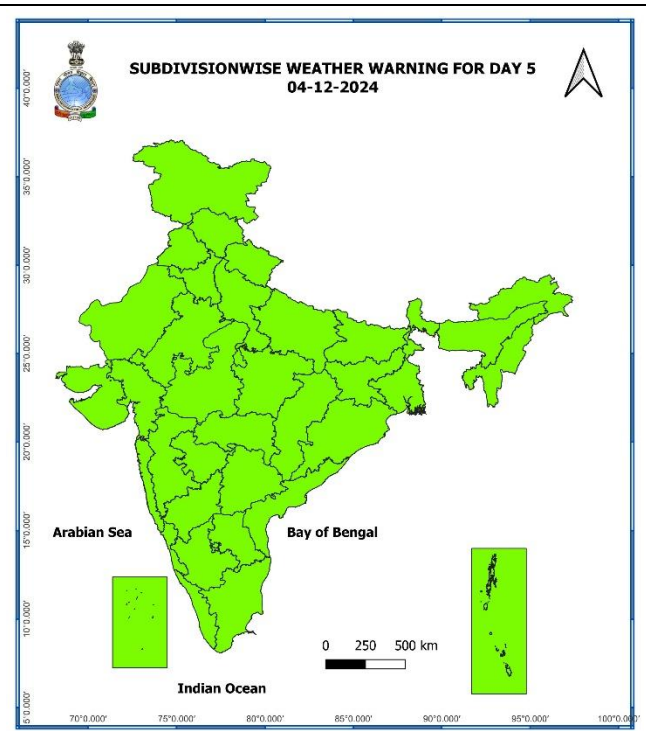 SUBDIVISIONWISE WEATHER WARNING FOR DAY 5
04-12-2024
40°0.000'
35°0.000'
30°0.000'
25°0.000'
20°0.000'
15°0.000'
10°0.000'
5°0.000'
Arabian Sea
Bay of Bengal
0 250 500 km
Indian Ocean
70°0.000' 75°0.000' 80°0.000' 85°0.000' 90°0.000' 95°0.000' 100°0.000'